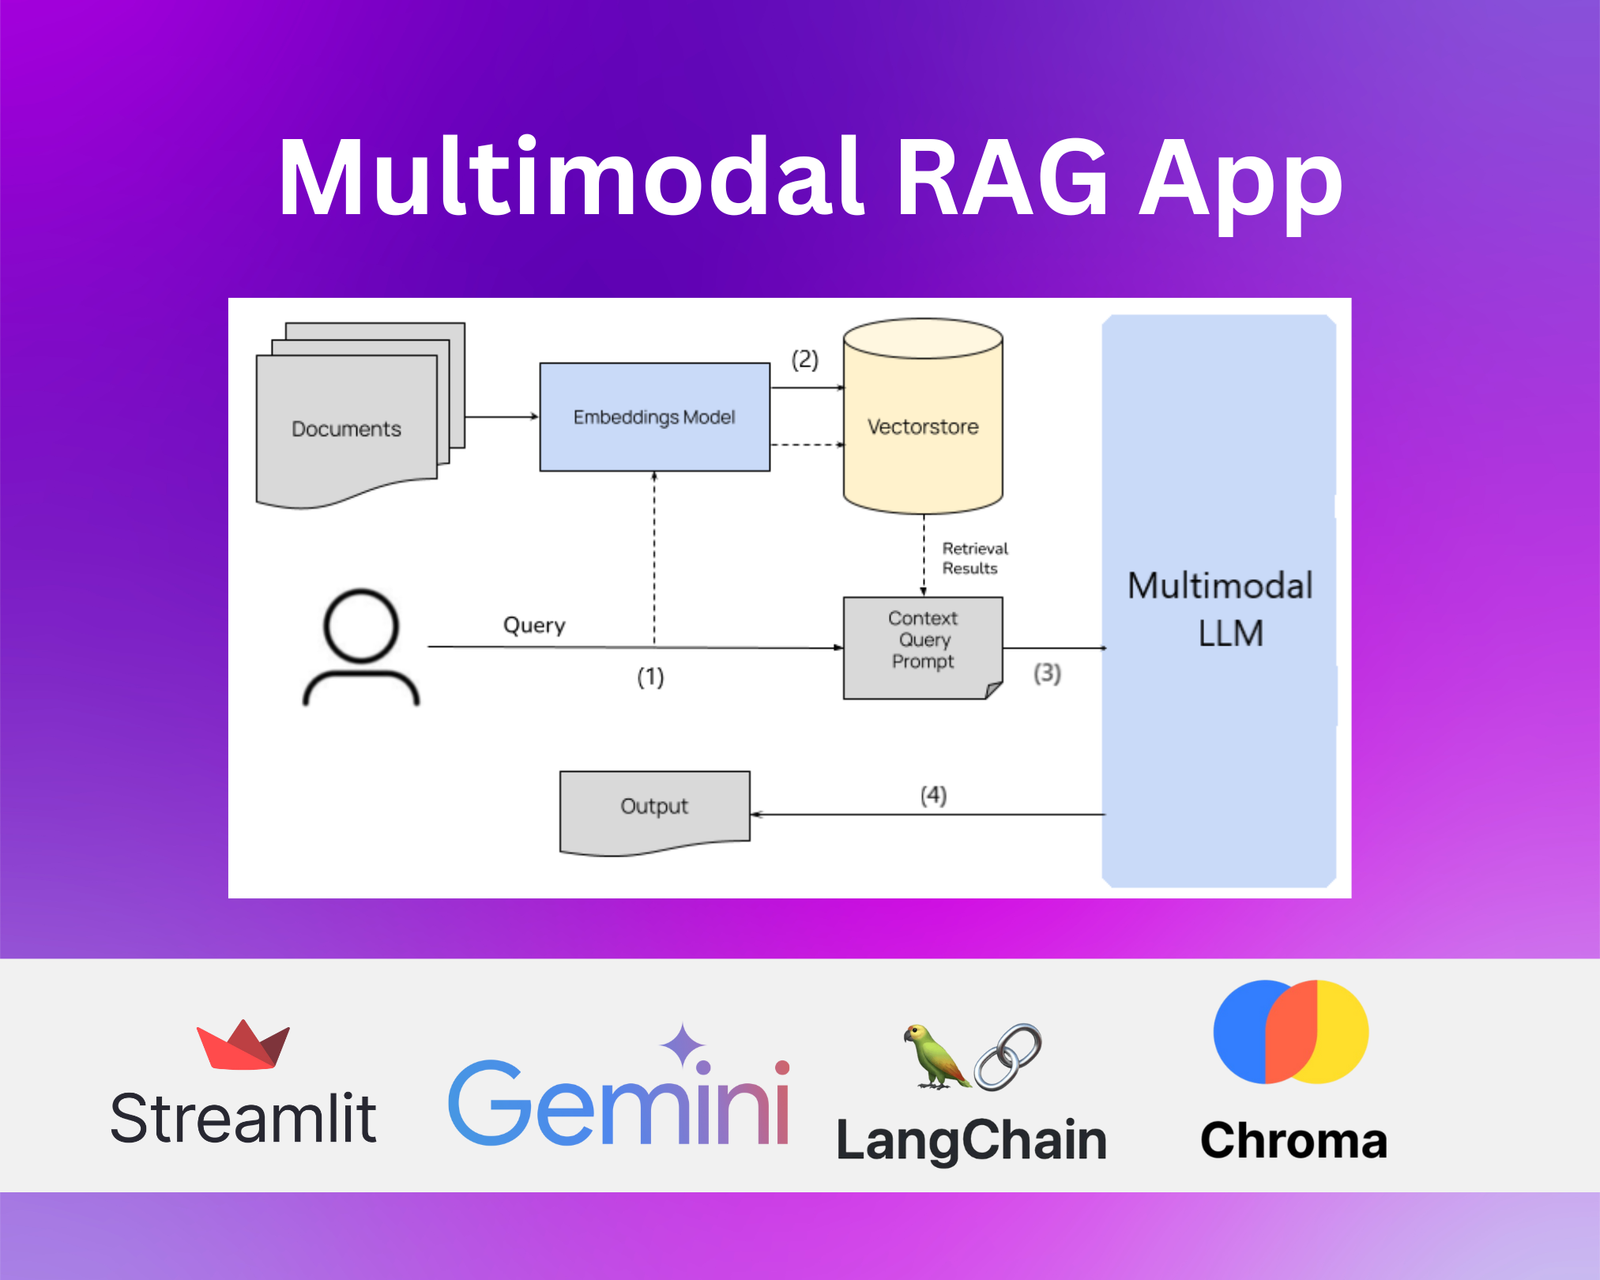 Multimodal RAG App
Documents
Embeddings Model
(2)
Vectorstore
Retrieval
Results
Query
(1)
Context
Query
Prompt
(3)
Multimodal
LLM
Output
(4)
Streamlit
Gemini
LangChain
Chroma